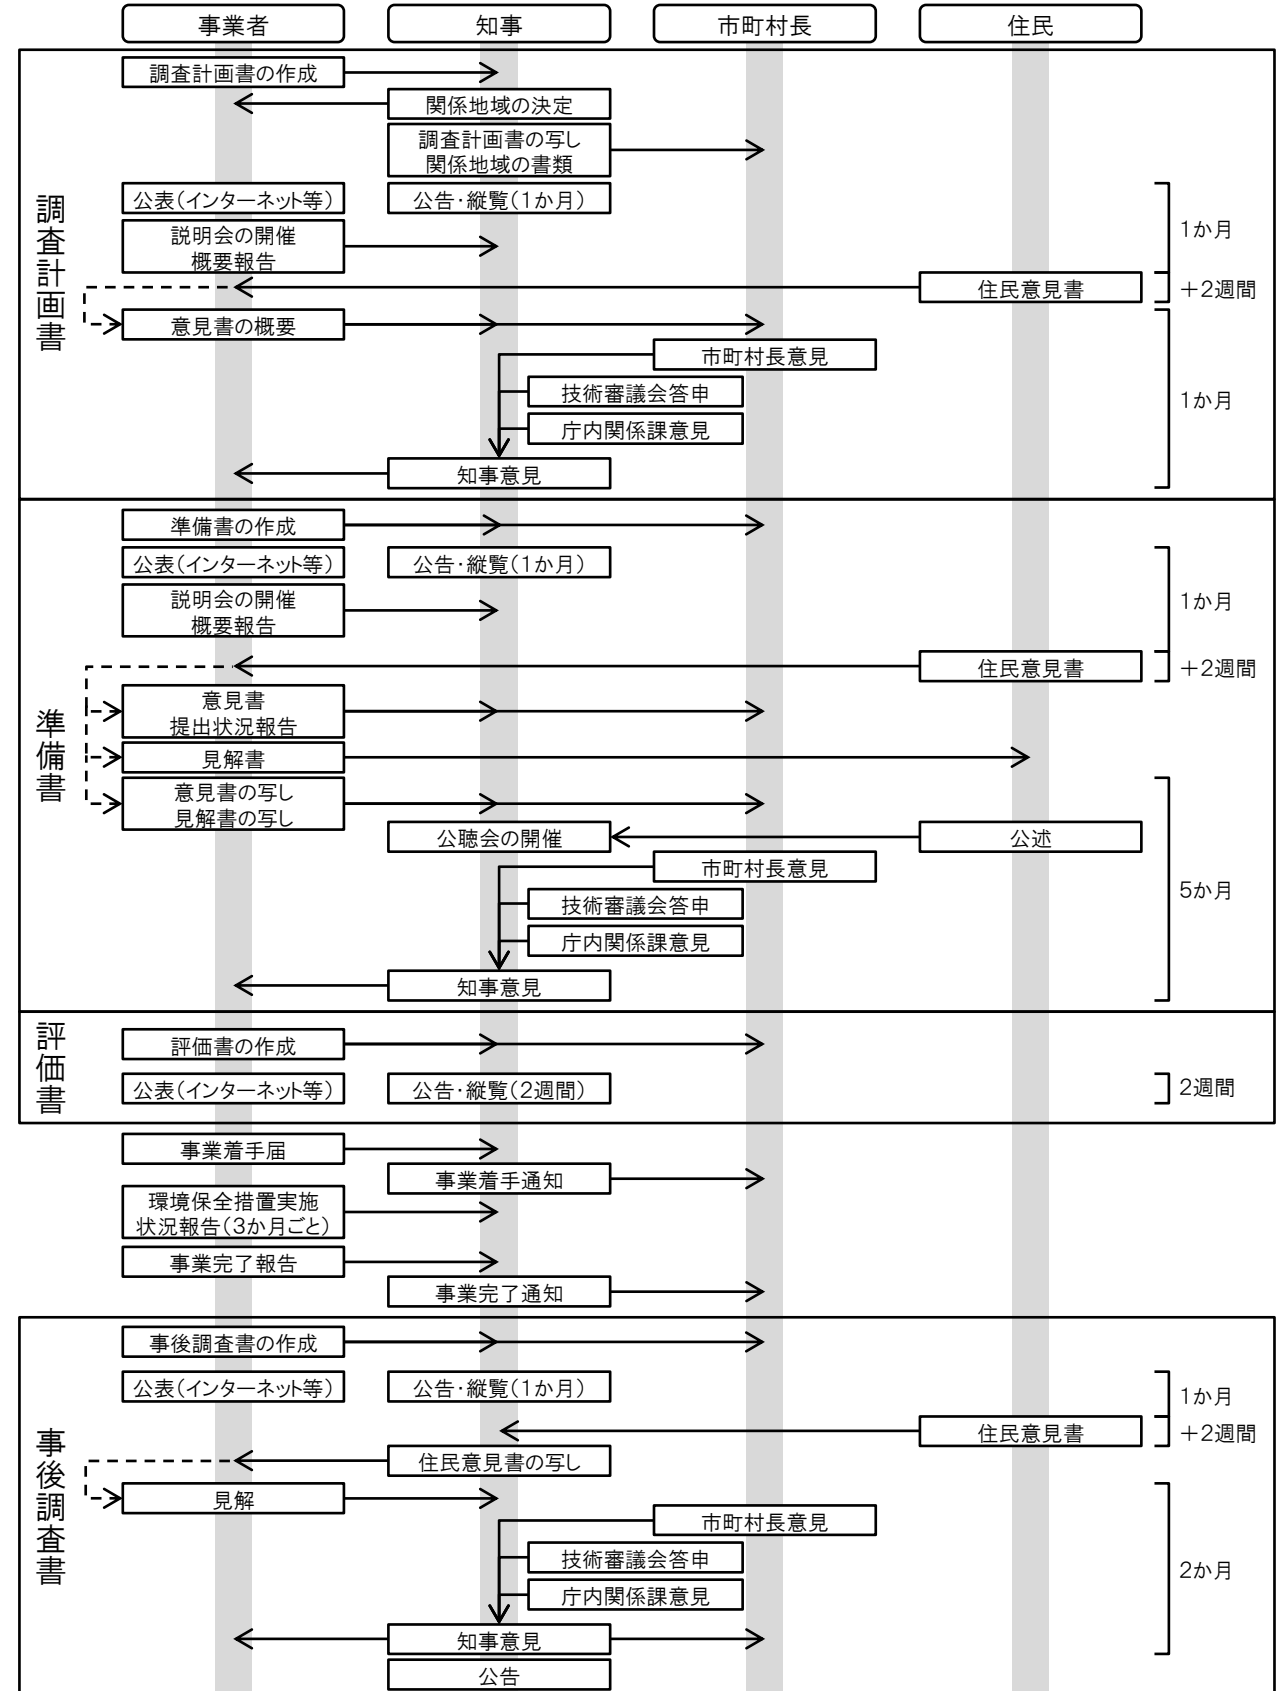 事業者
知事
市町村長
住民
調査計画書
調査計画書の作成
関係地域の決定
調査計画書の写し
関係地域の書類
公表(インターネット等)
公告・縦覧(1か月)
1か月
説明会の開催
概要報告
住民意見書
+2週間
意見書の概要
市町村長意見
技術審議会答申
1か月
庁内関係課意見
知事意見
準備書
準備書の作成
公表(インターネット等)
公告・縦覧(1か月)
1か月
説明会の開催
概要報告
住民意見書
+2週間
意見書
提出状況報告
見解書
意見書の写し
見解書の写し
公聴会の開催
公述
市町村長意見
5か月
技術審議会答申
庁内関係課意見
知事意見
評価書
評価書の作成
公表(インターネット等)
公告・縦覧(2週間)
2週間
事業着手届
事業着手通知
環境保全措置実施
状況報告(3か月ごと)
事業完了報告
事業完了通知
事後調査書
事後調査書の作成
公表(インターネット等)
公告・縦覧(1か月)
1か月
住民意見書
+2週間
住民意見書の写し
見解
市町村長意見
技術審議会答申
2か月
庁内関係課意見
知事意見
公告